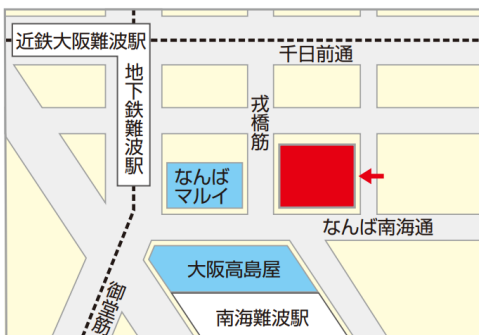 近鉄大阪難波駅
千日前通
地下鉄難波駅
戎橋筋
なんば
マルイ
なんば南海通
大阪高島屋
御堂筋
南海難波駅